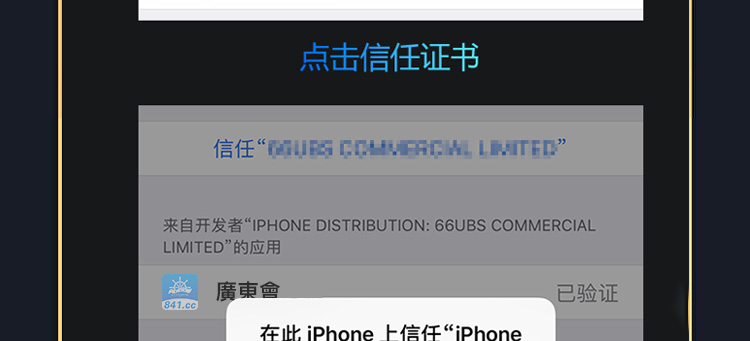 点击信任证书
信任“66UBS COMMERCIAL LIMITED”
来自开发者“IPHONE DISTRIBUTION: 66UBS COMMERCIAL
LIMITED”的应用
841.cc
廣東會
已验证
在此 iPhone 上信任“iPhone